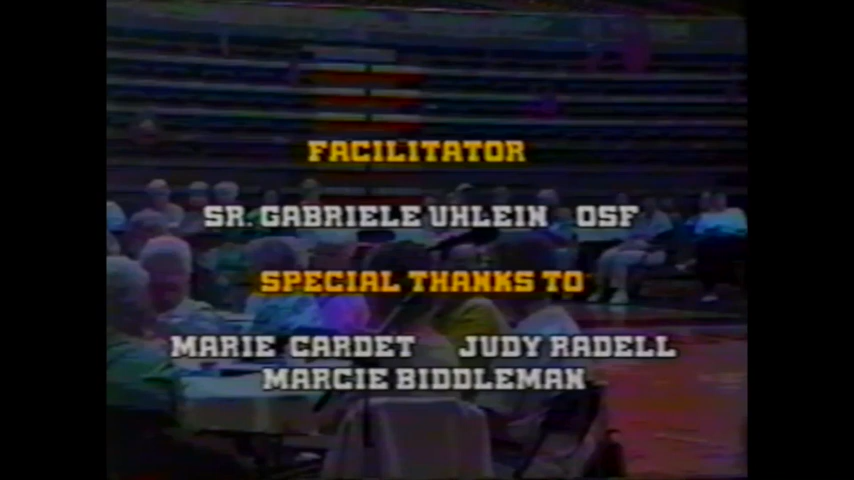 FACILITATOR
SR. GABRIELE UHLEIN OSF
SPECIAL THANKS TO
MARIE CARDET JUDY RADELL
MARCIE BIDDLEMAN